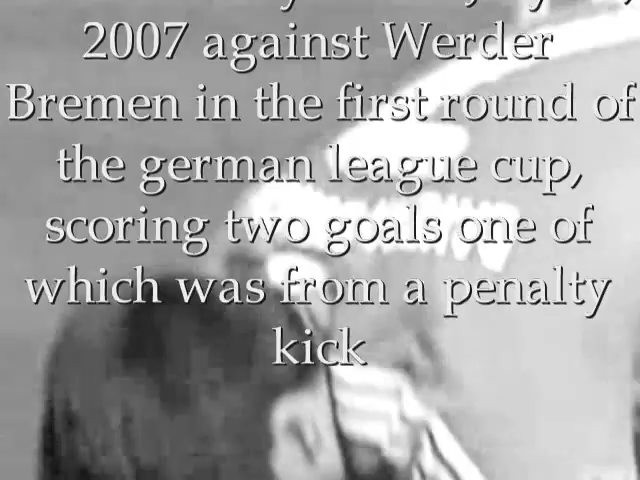 2007 against Werder
Bremen in the first round of
the german league cup,
scoring two goals one of
which was from a penalty
kick